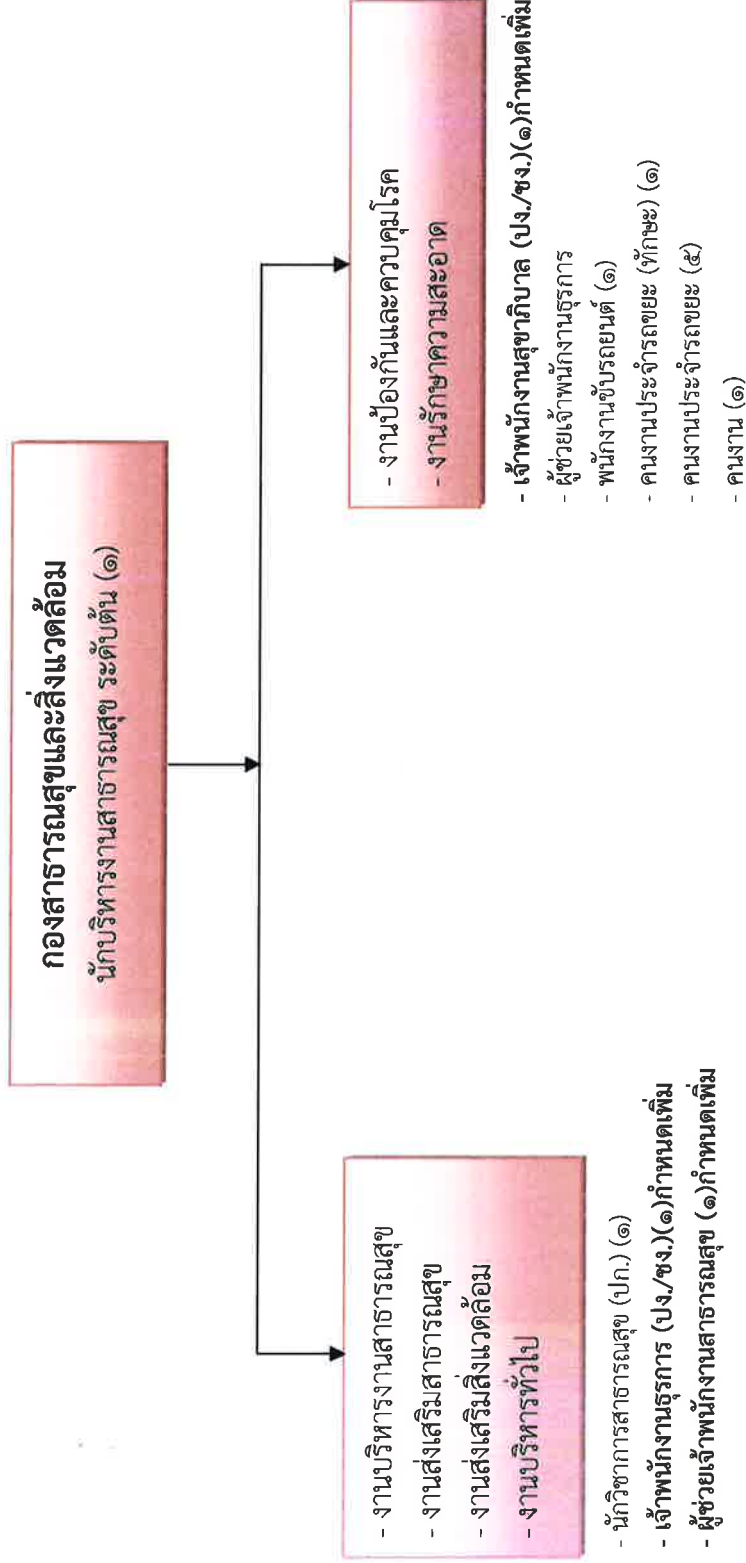 กองสาธารณสุขและสิ่งแวดล้อม
นักบริหารงานสาธารณสุข ระดับต้น (๑)
- งานบริหารงานสาธารณสุข
- งานส่งเสริมสาธารณสุข
- งานส่งเสริมสิ่งแวดล้อม
- งานบริหารทั่วไป
- นักวิชาการสาธารณสุข (ปก.) (๑)
- เจ้าพนักงานธุรการ (ปง./ชง.)(๑)กำหนดเพิ่ม
- ผู้ช่วยเจ้าพนักงานสาธารณสุข (๑)กำหนดเพิ่ม
- งานป้องกันและควบคุมโรค
- งานรักษาความสะอาด
- เจ้าพนักงานสุขาภิบาล (ปง./ชง.)(๑)กำหนดเพิ่ม
- ผู้ช่วยเจ้าพนักงานธุรการ
- พนักงานขับรถยนต์ (๑)
- คนงานประจำรถขยะ (ทักษะ) (๑)
- คนงานประจำรถขยะ (๕)
- คนงาน (๑)